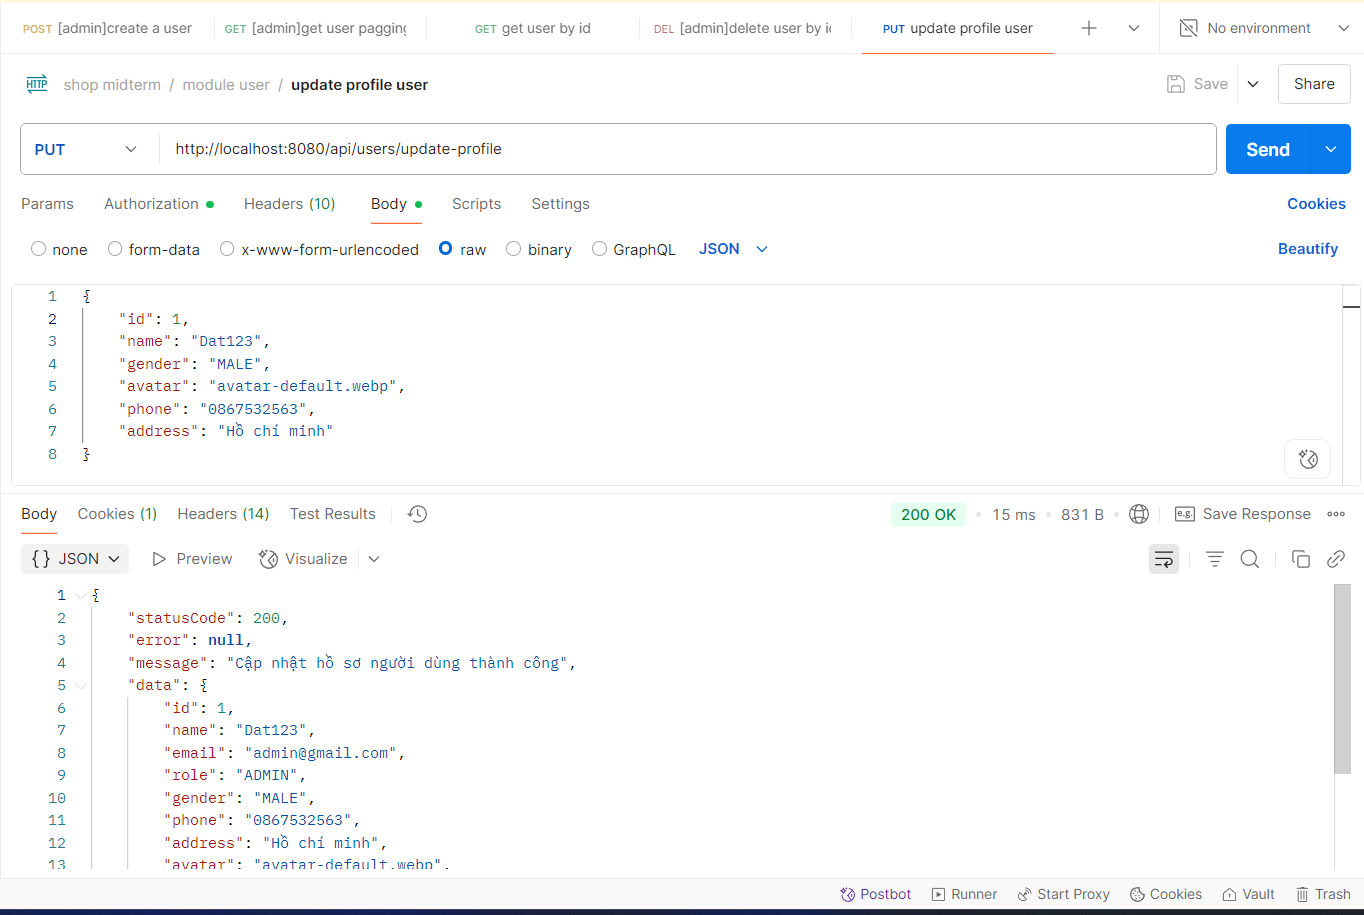 POST [admin]create a user GET [admin]get user pagging GET get user by id DEL [admin]delete user by id PUT update profile user No environment
HTTP shop midterm / module user / update profile user Save Share
PUT http://localhost:8080/api/users/update-profile Send
Params Authorization Headers (10) Body Scripts Settings Cookies
none form-data x-www-form-urlencoded raw binary GraphQL JSON Beautify
1 {
2 "id": 1,
3 "name": "Dat123",
4 "gender": "MALE",
5 "avatar": "avatar-default.webp",
6 "phone": "0867532563",
7 "address": "Hồ chí minh"
8 }
Body Cookies (1) Headers (14) Test Results 200 OK 15 ms 831 B e.g. Save Response
{} JSON Preview Visualize
1 {
2 "statusCode": 200,
3 "error": null,
4 "message": "Cập nhật hồ sơ người dùng thành công",
5 "data": {
6 "id": 1,
7 "name": "Dat123",
8 "email": "admin@gmail.com",
9 "role": "ADMIN",
10 "gender": "MALE",
11 "phone": "0867532563",
12 "address": "Hồ chí minh",
13 "avatar": "avatar-default.webp",
Postbot Runner Start Proxy Cookies Vault Trash